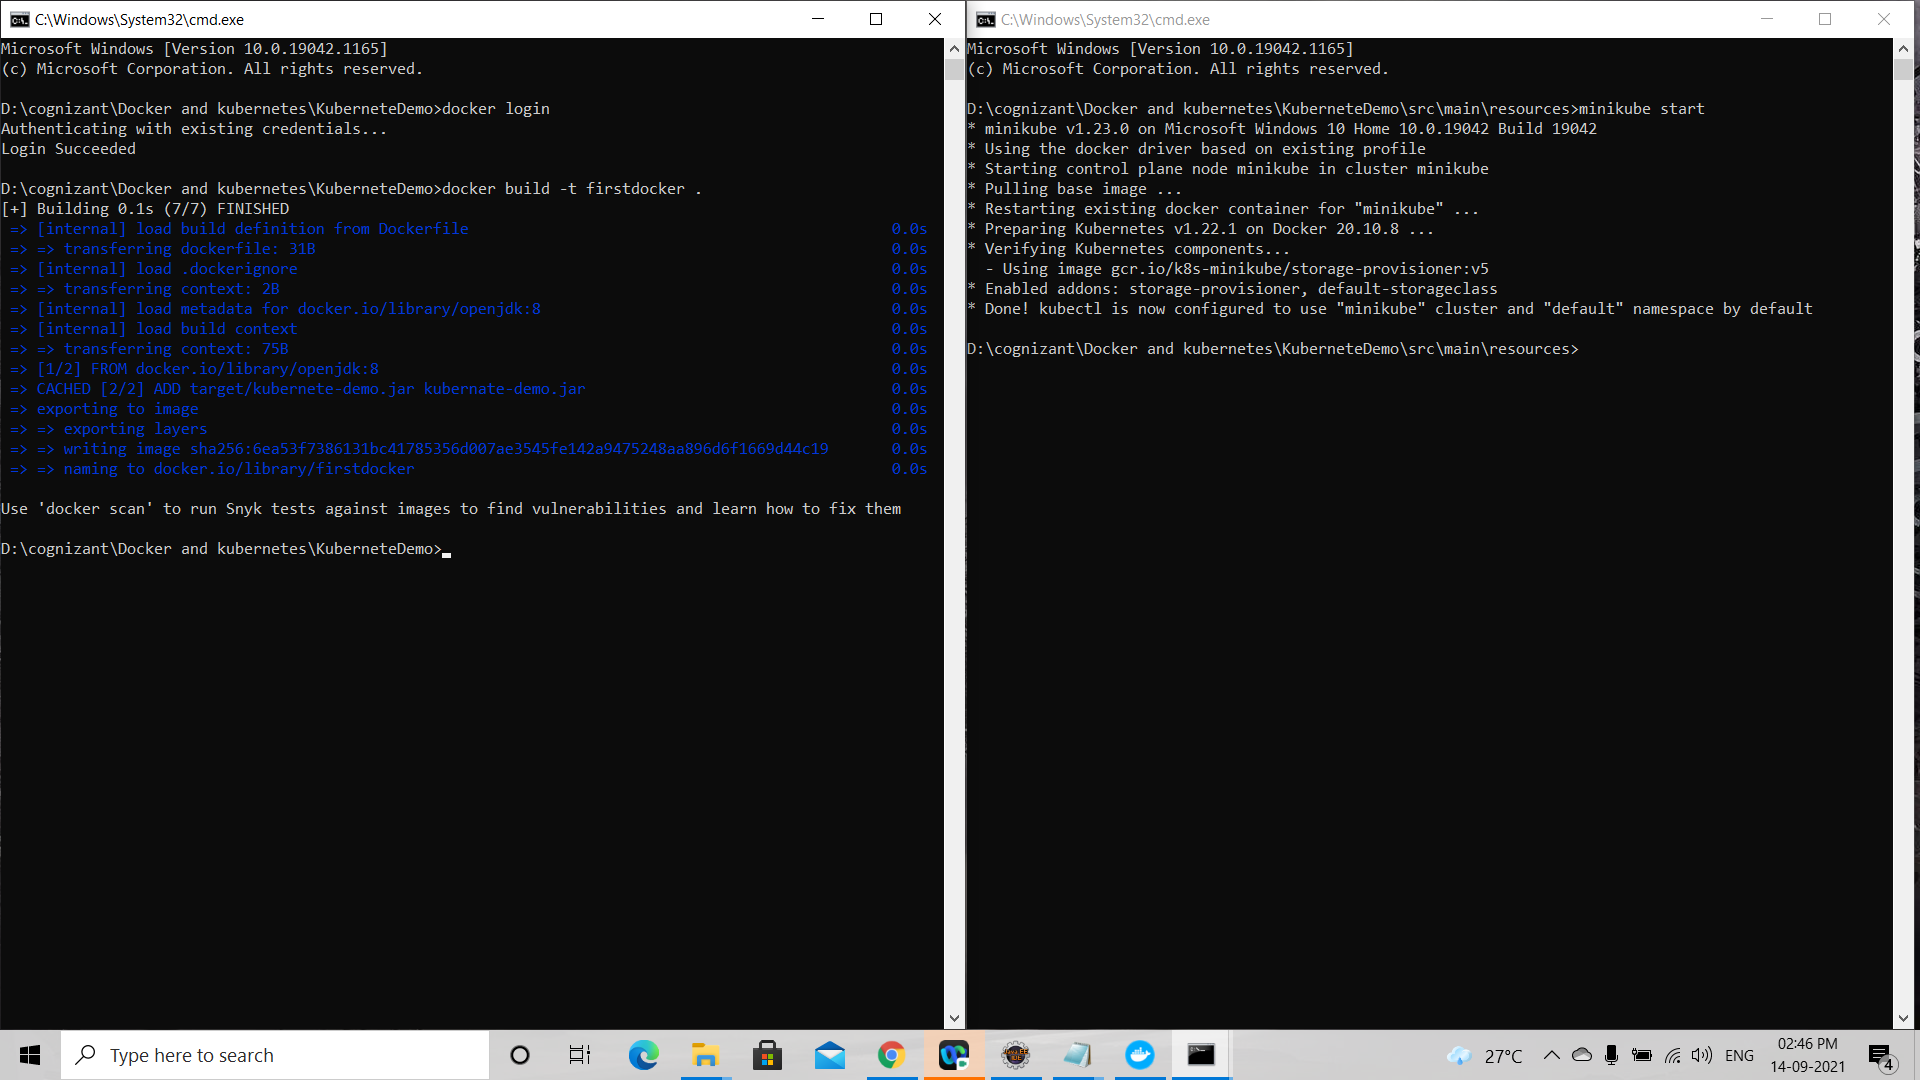 C:\Windows\System32\cmd.exe
Microsoft Windows [Version 10.0.19042.1165]
(c) Microsoft Corporation. All rights reserved.
D:\cognizant\Docker and kubernetes\KuberneteDemo>docker login
Authenticating with existing credentials...
Login Succeeded
D:\cognizant\Docker and kubernetes\KuberneteDemo>docker build -t firstdocker .
[+] Building 0.1s (7/7) FINISHED
=> [internal] load build definition from Dockerfile 0.0s
=> => transferring dockerfile: 31B 0.0s
=> [internal] load .dockerignore 0.0s
=> => transferring context: 2B 0.0s
=> [internal] load metadata for docker.io/library/openjdk:8 0.0s
=> [internal] load build context 0.0s
=> => transferring context: 75B 0.0s
=> [1/2] FROM docker.io/library/openjdk:8 0.0s
=> CACHED [2/2] ADD target/kubernete-demo.jar kubernate-demo.jar 0.0s
=> exporting to image 0.0s
=> => exporting layers 0.0s
=> => writing image sha256:6ea53f7386131bc41785356d007ae3545fe142a9475248aa896d6f1669d44c19 0.0s
=> => naming to docker.io/library/firstdocker 0.0s
Use 'docker scan' to run Snyk tests against images to find vulnerabilities and learn how to fix them
D:\cognizant\Docker and kubernetes\KuberneteDemo>
C:\Windows\System32\cmd.exe
Microsoft Windows [Version 10.0.19042.1165]
(c) Microsoft Corporation. All rights reserved.
D:\cognizant\Docker and kubernetes\KuberneteDemo\src\main\resources>minikube start
* minikube v1.23.0 on Microsoft Windows 10 Home 10.0.19042 Build 19042
* Using the docker driver based on existing profile
* Starting control plane node minikube in cluster minikube
* Pulling base image ...
* Restarting existing docker container for "minikube" ...
* Preparing Kubernetes v1.22.1 on Docker 20.10.8 ...
* Verifying Kubernetes components...
- Using image gcr.io/k8s-minikube/storage-provisioner:v5
* Enabled addons: storage-provisioner, default-storageclass
* Done! kubectl is now configured to use "minikube" cluster and "default" namespace by default
D:\cognizant\Docker and kubernetes\KuberneteDemo\src\main\resources>
Type here to search
27°C
ENG
02:46 PM
14-09-2021
4